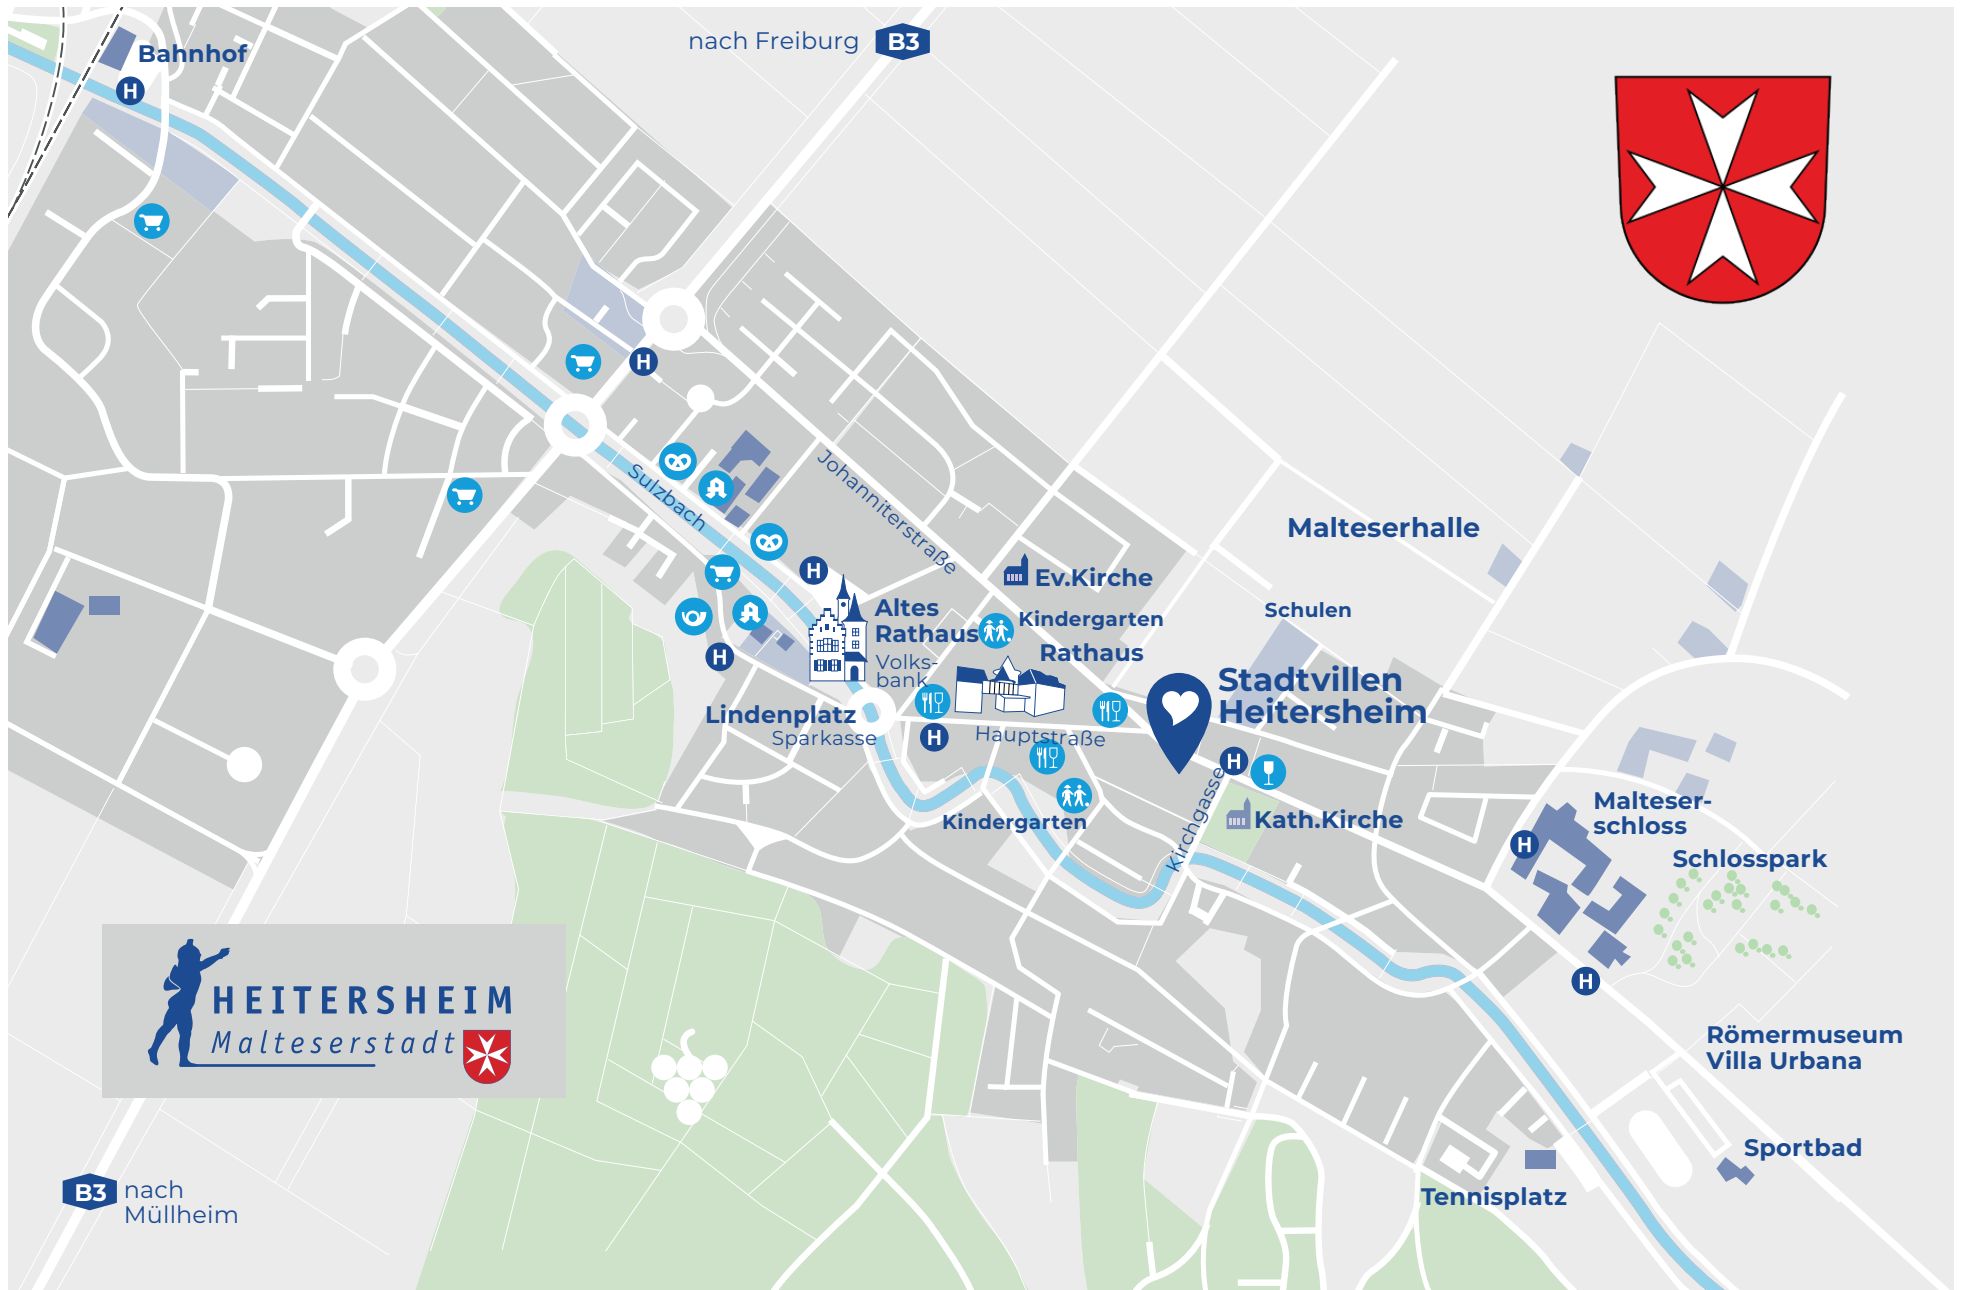 nach Freiburg B3
Bahnhof
H
H
Sulzbach
Johanniterstraße
Malteserhalle
H
Ev.Kirche
Altes
Rathaus
Kindergarten
Schulen
Volks-
bank
Rathaus
H
Stadtvillen
Heitersheim
Lindenplatz
Sparkasse
H
Hauptstraße
H
Kirchgasse
Kindergarten
Kath.Kirche
Malteser-
schloss
H
Schlosspark
H
HEITERSHEIM
Malteserstadt
Römermuseum
Villa Urbana
Sportbad
Tennisplatz
B3 nach
Müllheim